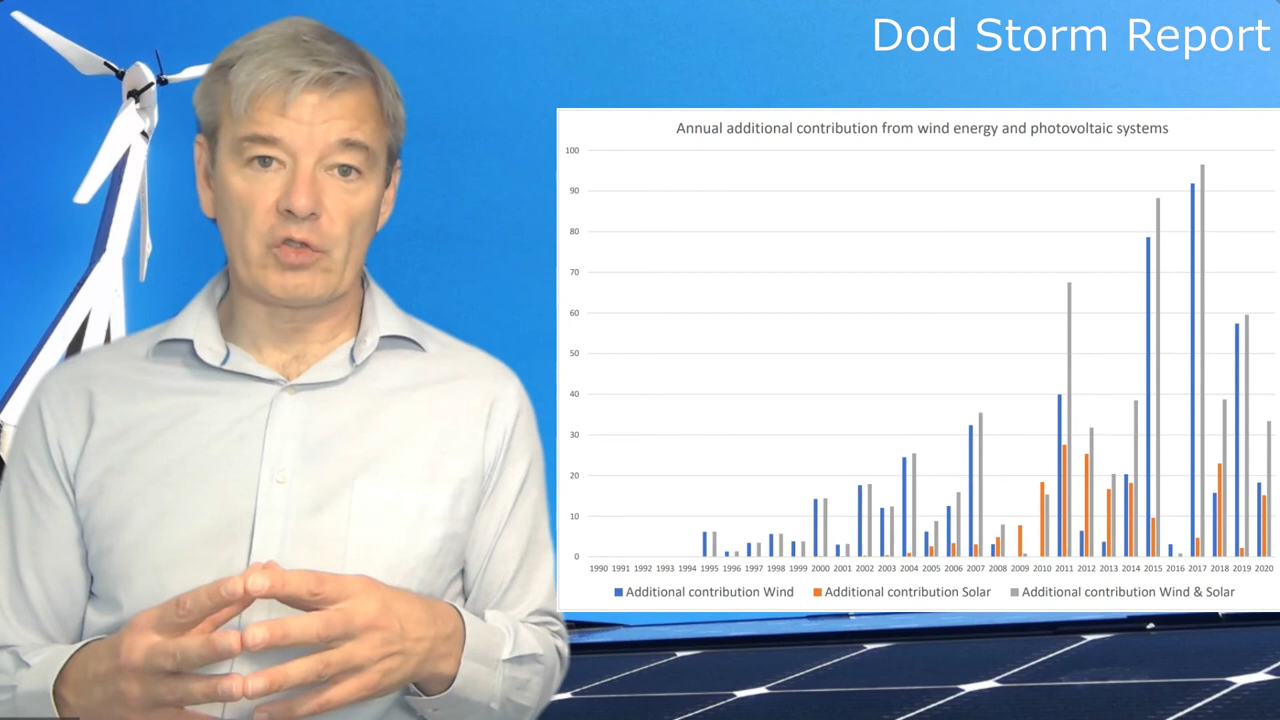 Dod Storm Report
Annual additional contribution from wind energy and photovoltaic systems
100
90
80
70
60
50
40
30
20
10
0
1990 1991 1992 1993 1994 1995 1996 1997 1998 1999 2000 2001 2002 2003 2004 2005 2006 2007 2008 2009 2010 2011 2012 2013 2014 2015 2016 2017 2018 2019 2020
Additional contribution Wind Additional contribution Solar Additional contribution Wind & Solar